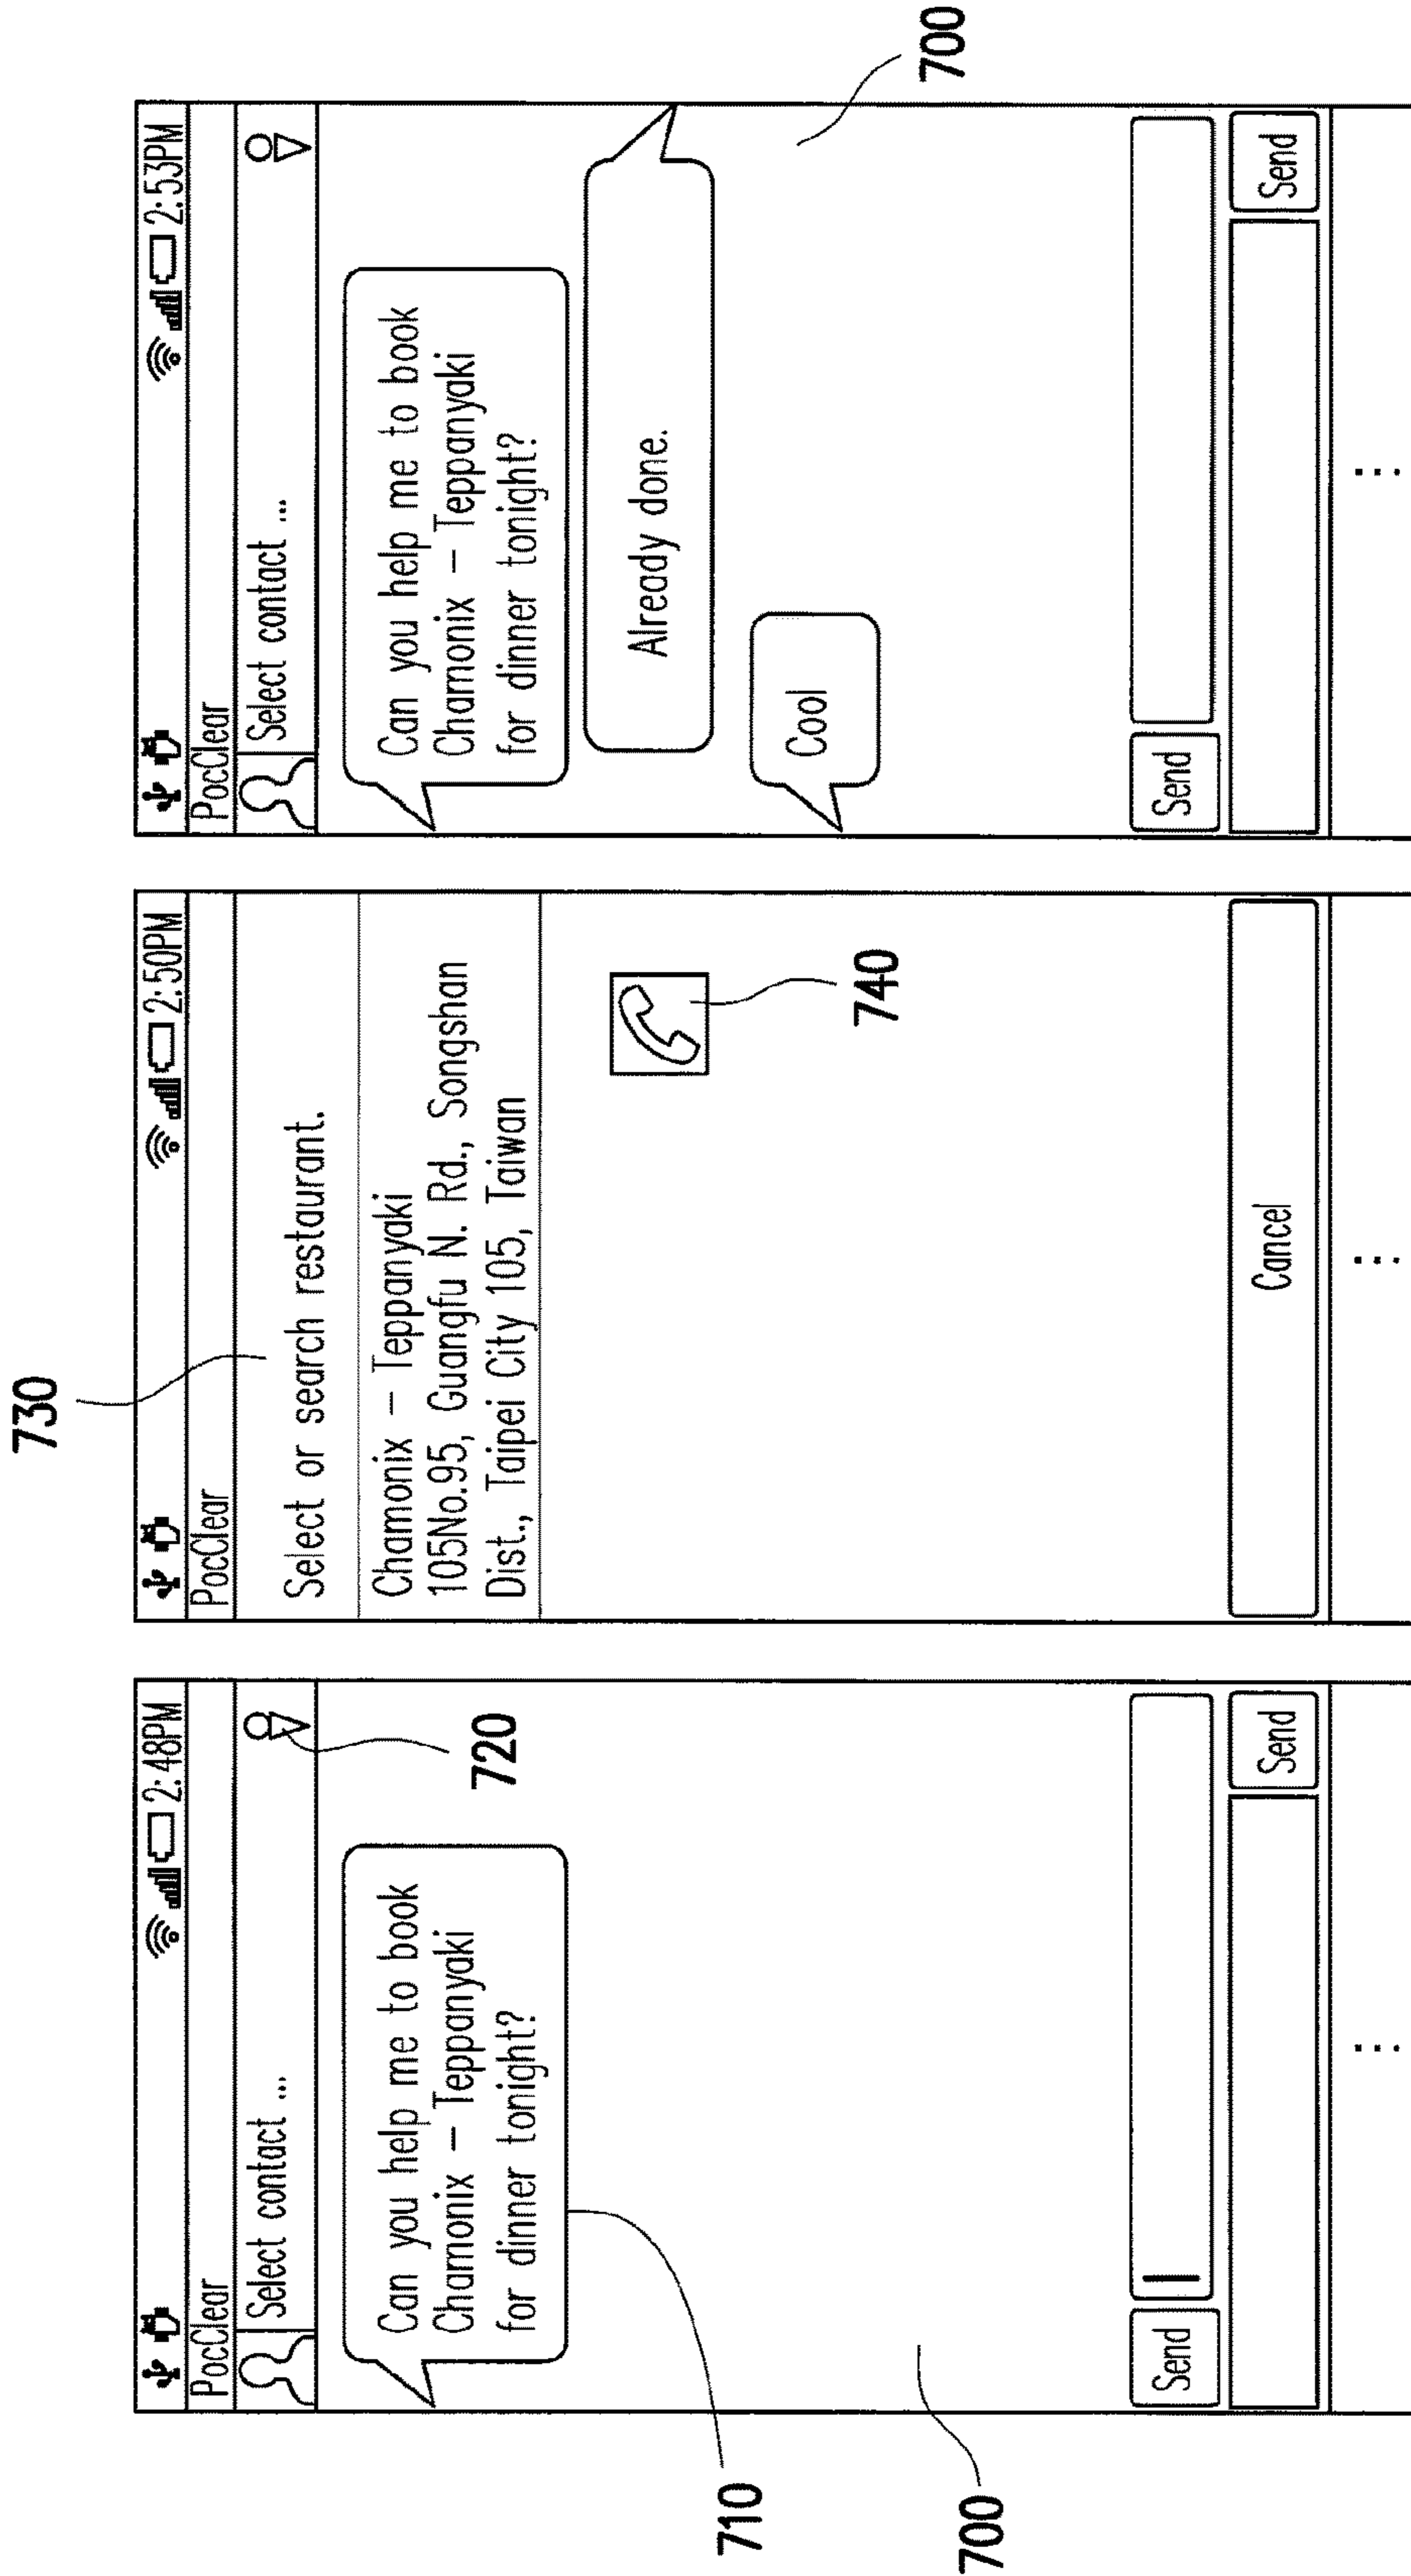 2:48PM
PocClear
Select contact ...
720
Can you help me to book
Chamonix – Teppanyaki
for dinner tonight?
710
700
Send
Send
...
730
2:50PM
PocClear
Select or search restaurant.
Chamonix – Teppanyaki
105No.95, Guangfu N. Rd., Songshan
Dist., Taipei City 105, Taiwan
740
Cancel
...
2:53PM
PocClear
Select contact ...
Can you help me to book
Chamonix – Teppanyaki
for dinner tonight?
Already done.
Cool
700
Send
Send
...